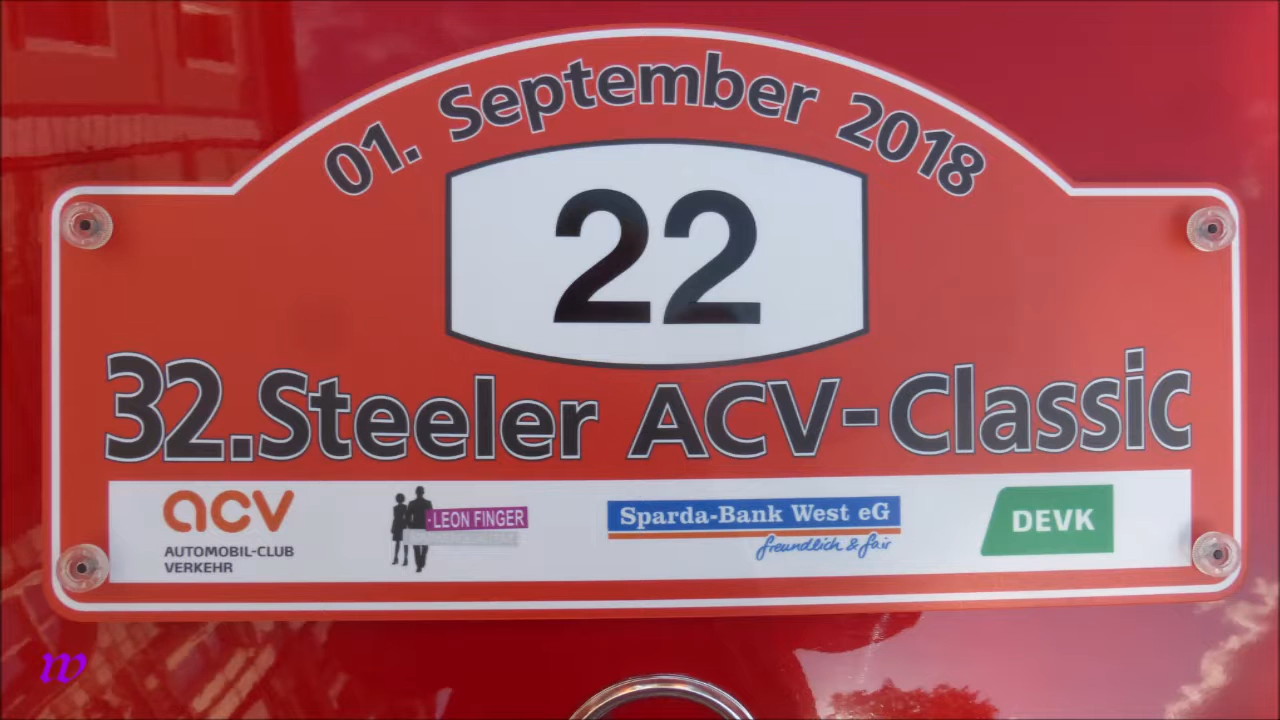 01. September 2018
22
32.Steeler ACV-Classic
acv
AUTOMOBIL-CLUB
VERKEHR
LEON FINGER
Sparda-Bank West eG
freundlich & fair
DEVK
w